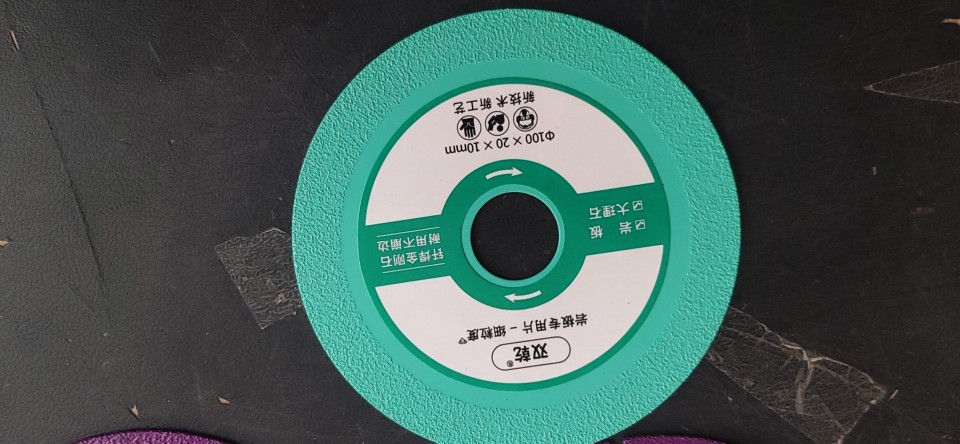 双乾®
岩板专用片 - 细粒度
☑岩 板
☑大理石
钎焊金刚石
耐用不崩边
Φ100 × 20 × 10mm
新技术 新工艺